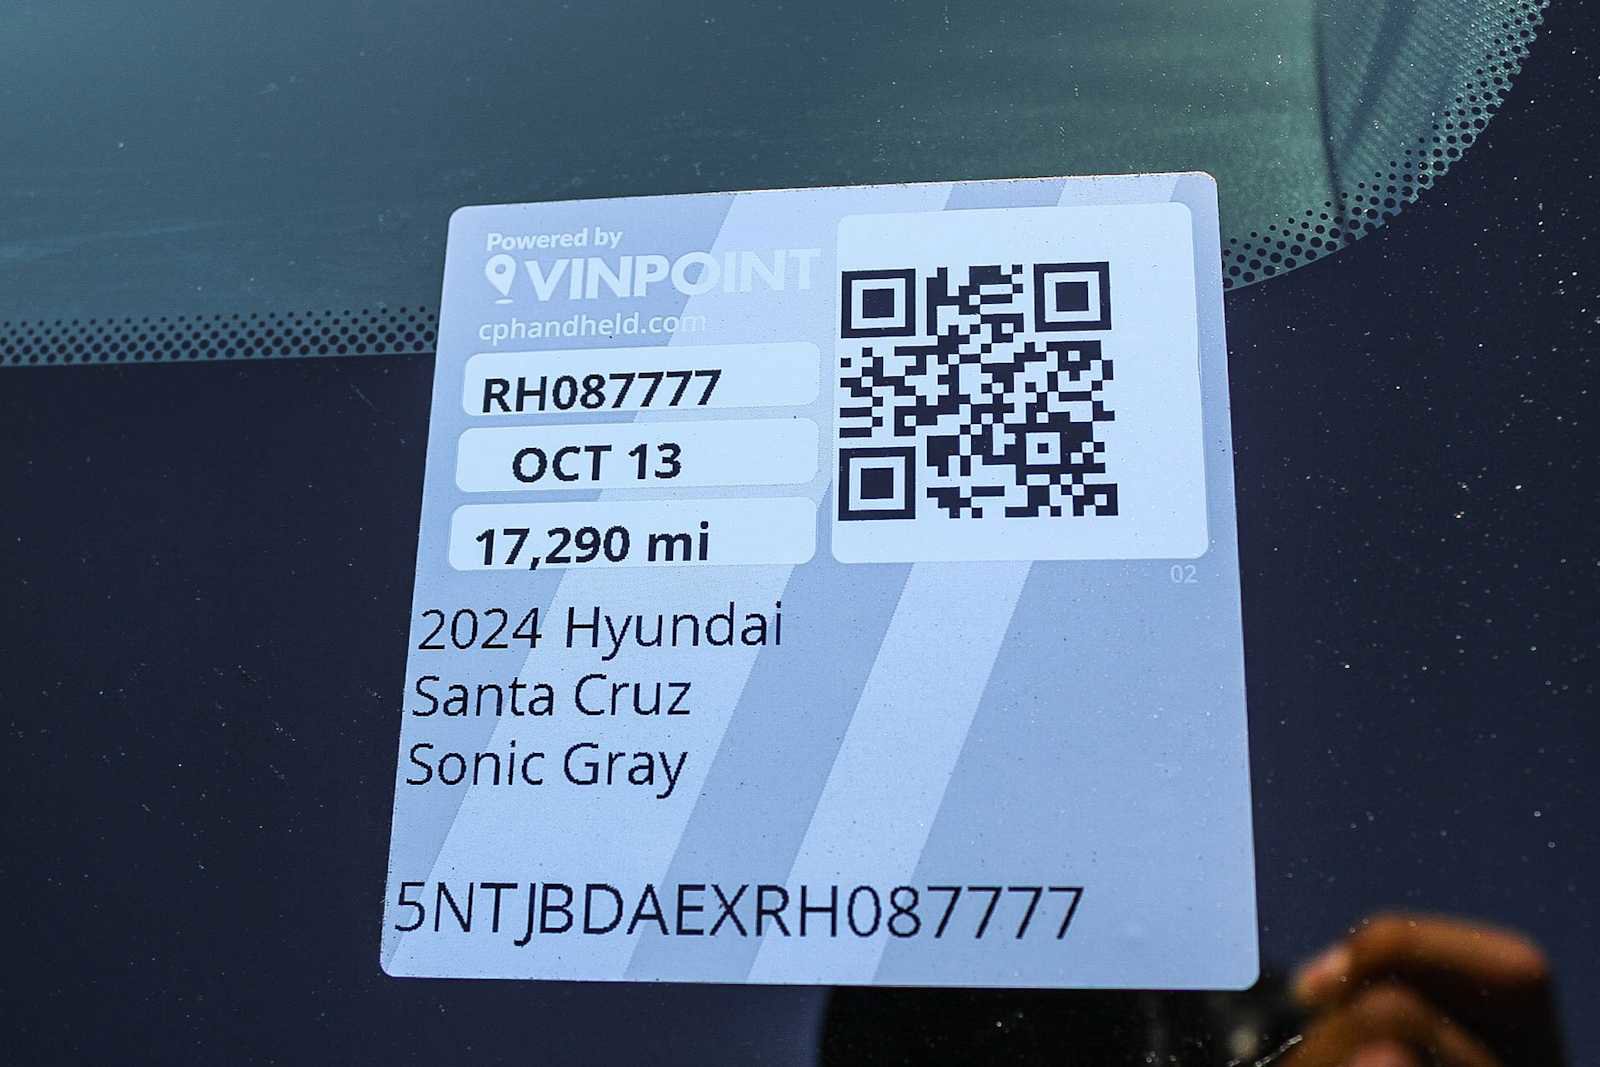 Powered by
VINPOINT
cphandheld.com
RH087777
OCT 13
17,290 mi
02
2024 Hyundai
Santa Cruz
Sonic Gray
5NTJBDAEXRH087777